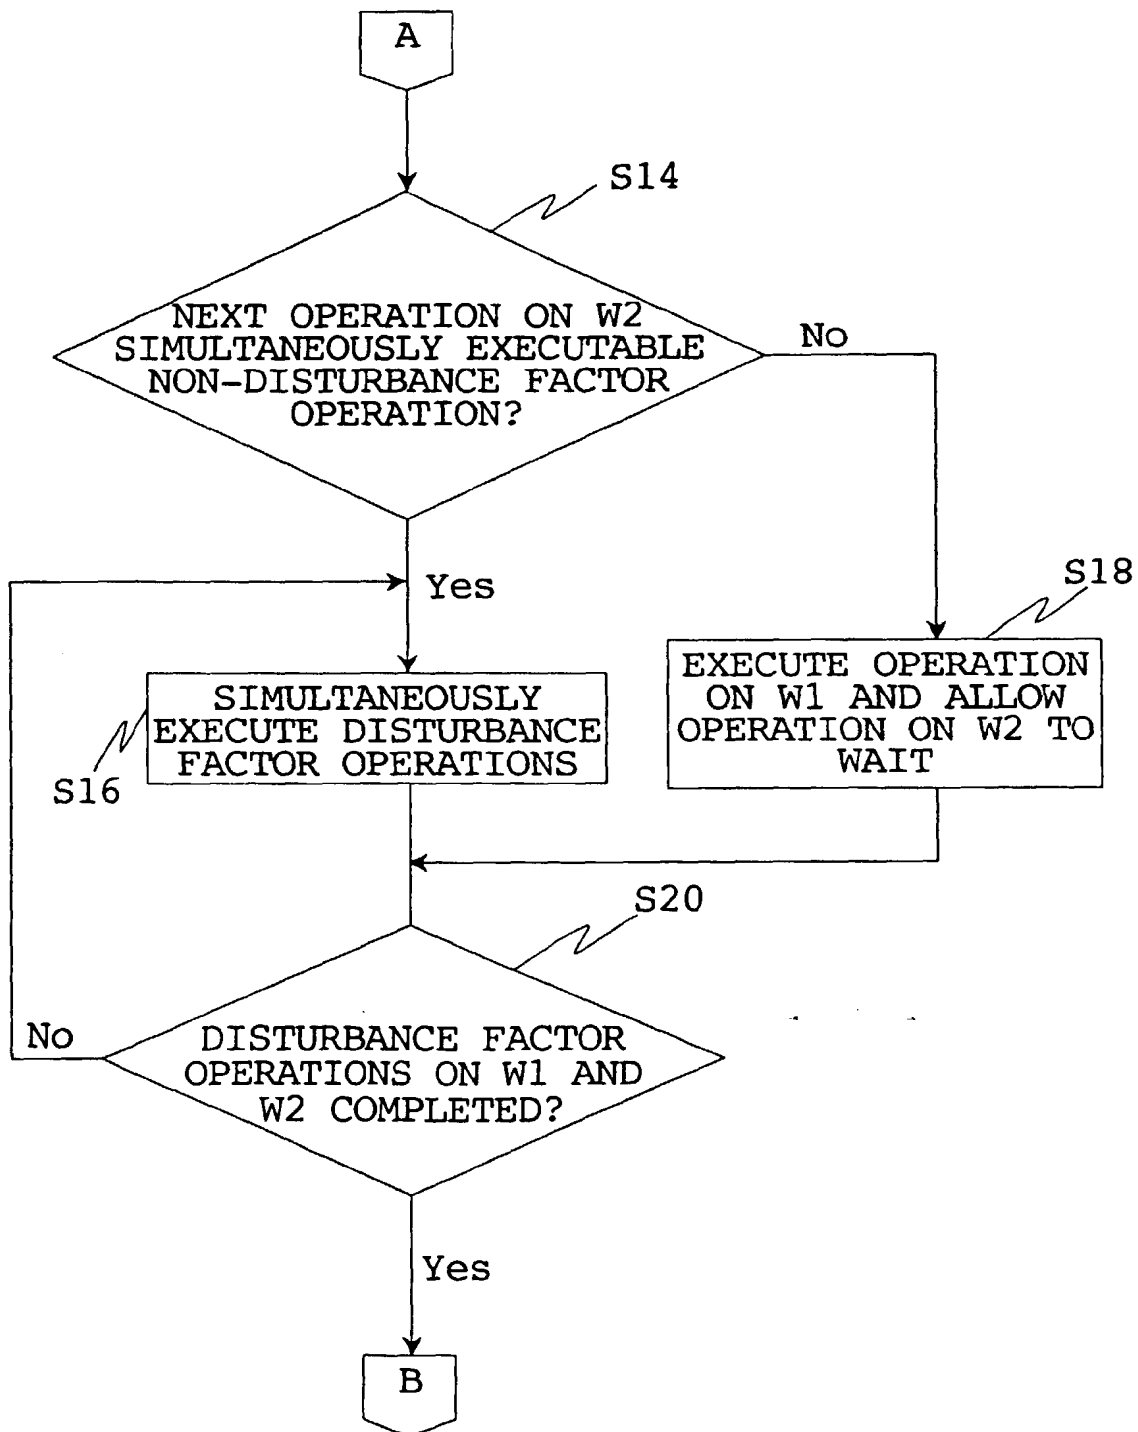 A
S14
NEXT OPERATION ON W2
SIMULTANEOUSLY EXECUTABLE
NON-DISTURBANCE FACTOR
OPERATION?
No
Yes
S18
EXECUTE OPERATION
ON W1 AND ALLOW
OPERATION ON W2 TO
WAIT
SIMULTANEOUSLY
EXECUTE DISTURBANCE
FACTOR OPERATIONS
S16
S20
No
DISTURBANCE FACTOR
OPERATIONS ON W1 AND
W2 COMPLETED?
Yes
B